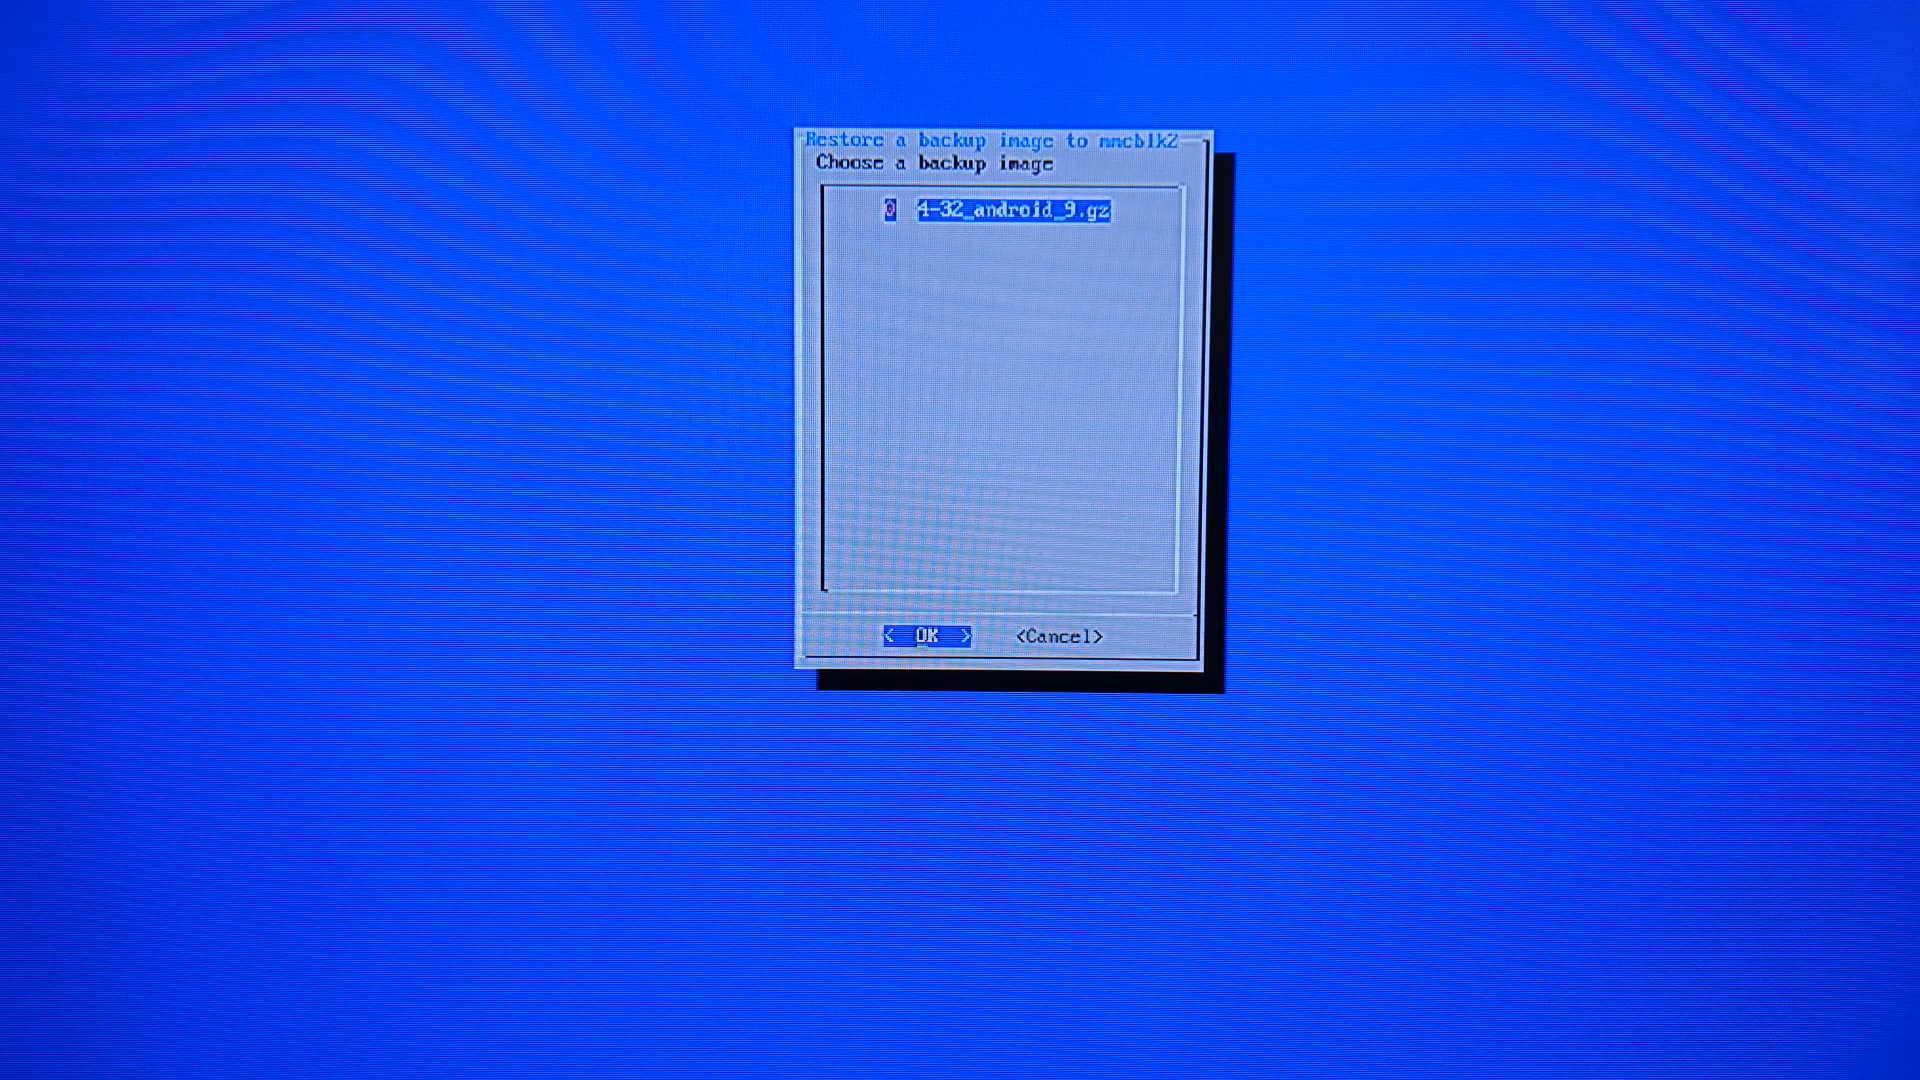 Restore a backup image to mmcblk2
Choose a backup image
0 4-32_android_9.gz
< OK > <Cancel>